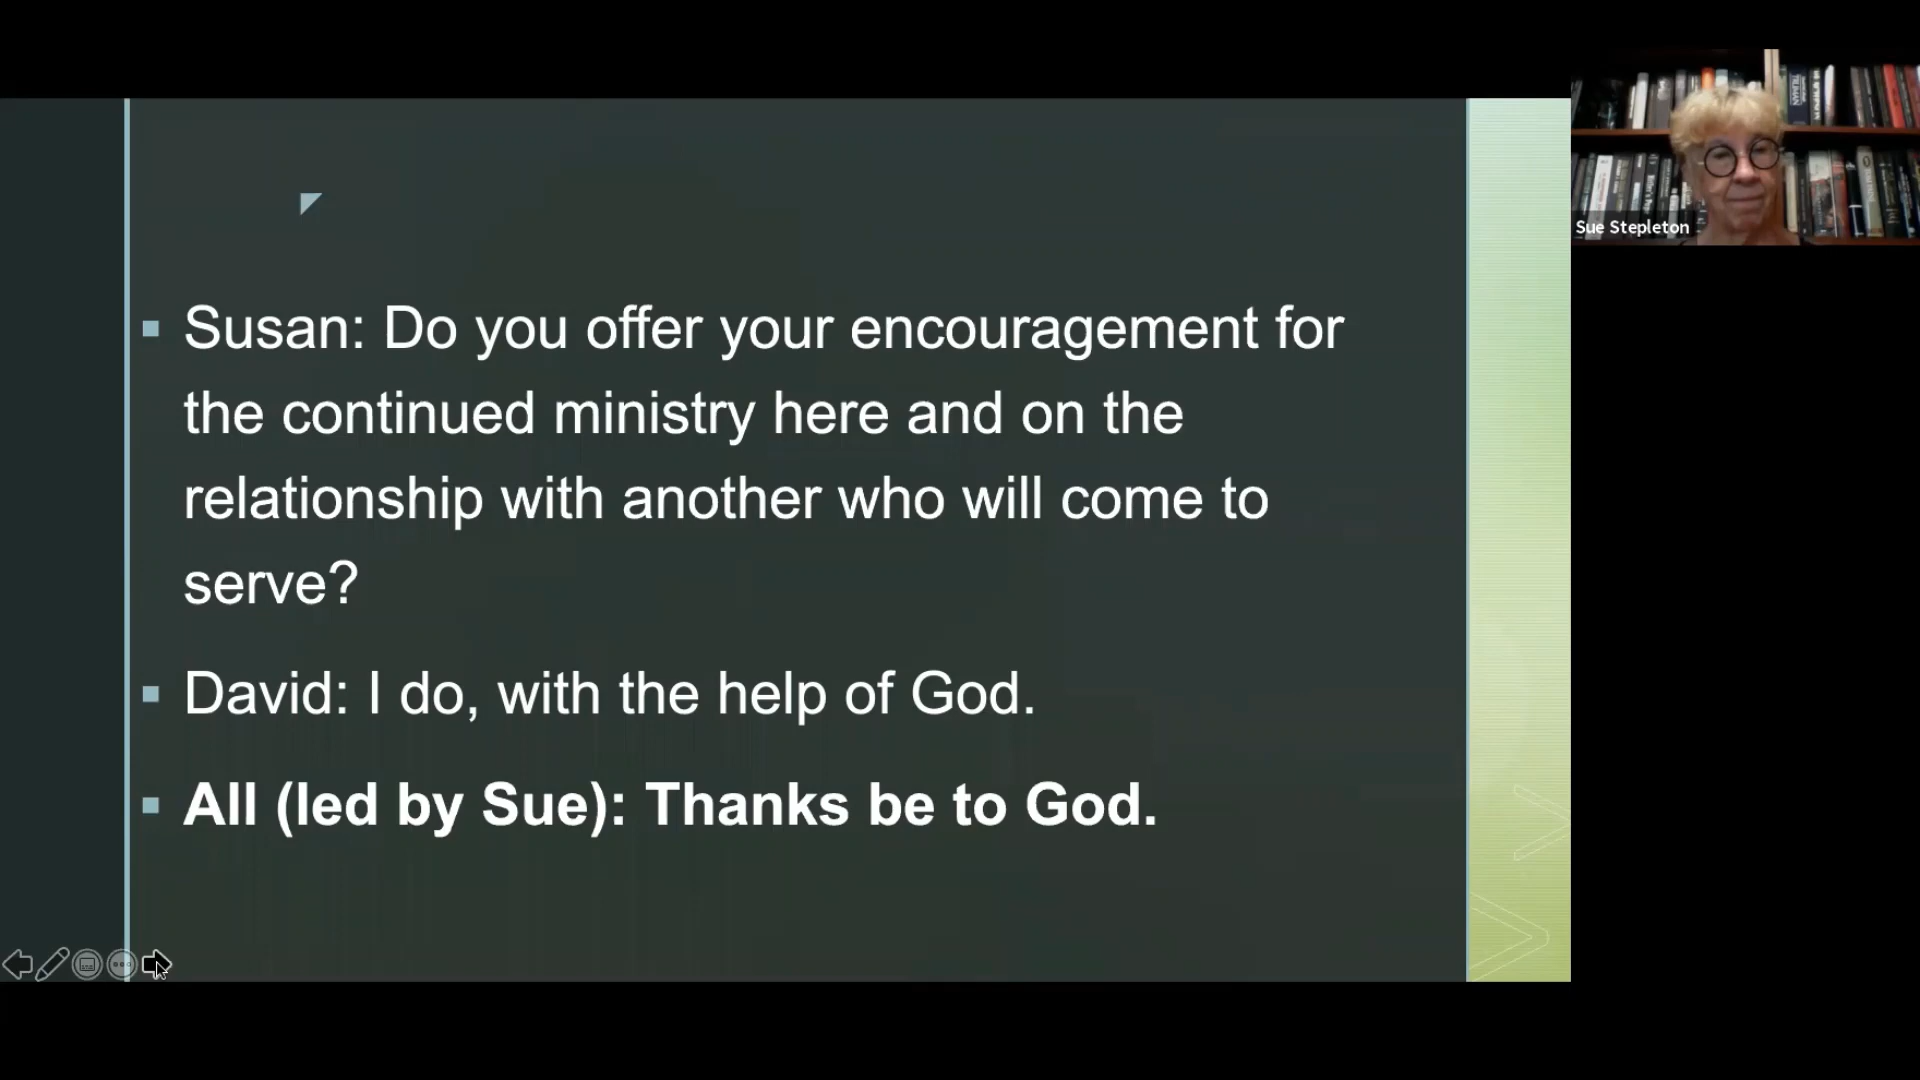 Susan: Do you offer your encouragement for
the continued ministry here and on the
relationship with another who will come to
serve?
David: I do, with the help of God.
All (led by Sue): Thanks be to God.
Sue Stepleton